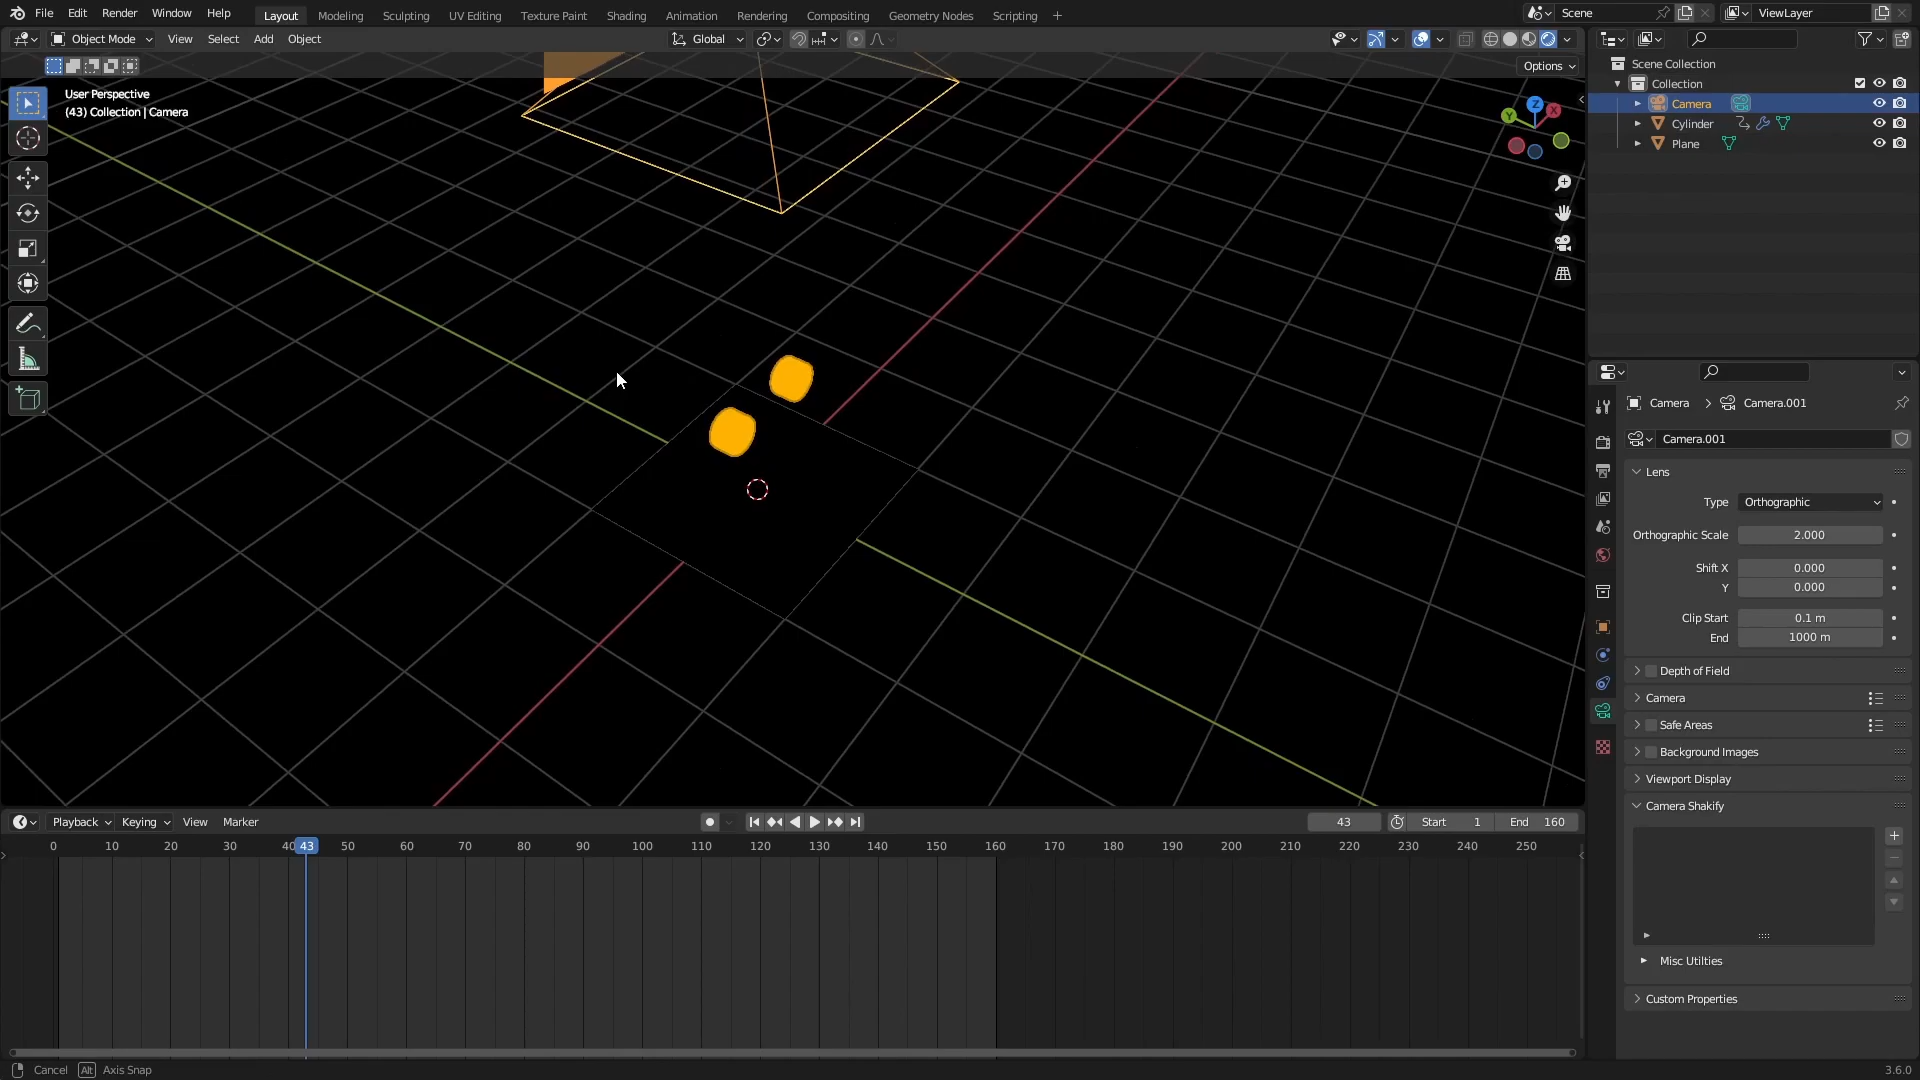 File Edit Render Window Help Layout Modeling Sculpting UV Editing Texture Paint Shading Animation Rendering Compositing Geometry Nodes Scripting + Scene ViewLayer
Object Mode View Select Add Object Global
Options
User Perspective
(43) Collection | Camera
Z
X
Y
Scene Collection
Collection
Camera
Cylinder
Plane
Camera > Camera.001
Camera.001
Lens
Type Orthographic
Orthographic Scale 2.000
Shift X 0.000
Y 0.000
Clip Start 0.1 m
End 1000 m
Depth of Field
Camera
Safe Areas
Background Images
Viewport Display
Camera Shakify
Misc Utilties
Custom Properties
Playback Keying View Marker 43 Start 1 End 160
0 10 20 30 40 43 50 60 70 80 90 100 110 120 130 140 150 160 170 180 190 200 210 220 230 240 250
Cancel Alt Axis Snap 3.6.0